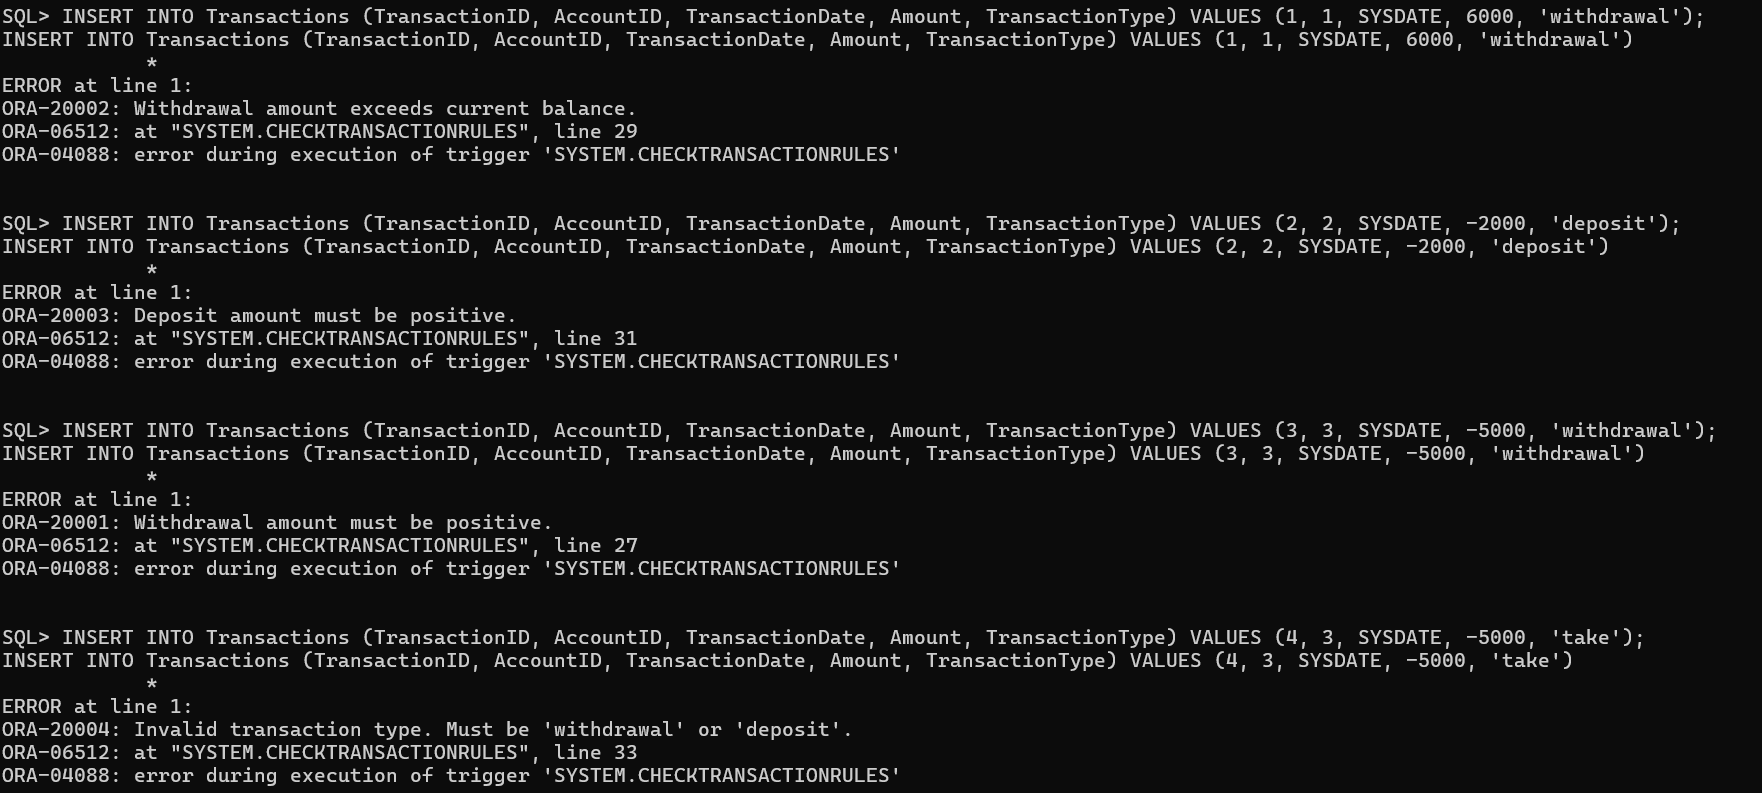 SQL> INSERT INTO Transactions (TransactionID, AccountID, TransactionDate, Amount, TransactionType) VALUES (1, 1, SYSDATE, 6000, 'withdrawal');
INSERT INTO Transactions (TransactionID, AccountID, TransactionDate, Amount, TransactionType) VALUES (1, 1, SYSDATE, 6000, 'withdrawal')
*
ERROR at line 1:
ORA-20002: Withdrawal amount exceeds current balance.
ORA-06512: at "SYSTEM.CHECKTRANSACTIONRULES", line 29
ORA-04088: error during execution of trigger 'SYSTEM.CHECKTRANSACTIONRULES'
SQL> INSERT INTO Transactions (TransactionID, AccountID, TransactionDate, Amount, TransactionType) VALUES (2, 2, SYSDATE, -2000, 'deposit');
INSERT INTO Transactions (TransactionID, AccountID, TransactionDate, Amount, TransactionType) VALUES (2, 2, SYSDATE, -2000, 'deposit')
*
ERROR at line 1:
ORA-20003: Deposit amount must be positive.
ORA-06512: at "SYSTEM.CHECKTRANSACTIONRULES", line 31
ORA-04088: error during execution of trigger 'SYSTEM.CHECKTRANSACTIONRULES'
SQL> INSERT INTO Transactions (TransactionID, AccountID, TransactionDate, Amount, TransactionType) VALUES (3, 3, SYSDATE, -5000, 'withdrawal');
INSERT INTO Transactions (TransactionID, AccountID, TransactionDate, Amount, TransactionType) VALUES (3, 3, SYSDATE, -5000, 'withdrawal')
*
ERROR at line 1:
ORA-20001: Withdrawal amount must be positive.
ORA-06512: at "SYSTEM.CHECKTRANSACTIONRULES", line 27
ORA-04088: error during execution of trigger 'SYSTEM.CHECKTRANSACTIONRULES'
SQL> INSERT INTO Transactions (TransactionID, AccountID, TransactionDate, Amount, TransactionType) VALUES (4, 3, SYSDATE, -5000, 'take');
INSERT INTO Transactions (TransactionID, AccountID, TransactionDate, Amount, TransactionType) VALUES (4, 3, SYSDATE, -5000, 'take')
*
ERROR at line 1:
ORA-20004: Invalid transaction type. Must be 'withdrawal' or 'deposit'.
ORA-06512: at "SYSTEM.CHECKTRANSACTIONRULES", line 33
ORA-04088: error during execution of trigger 'SYSTEM.CHECKTRANSACTIONRULES'